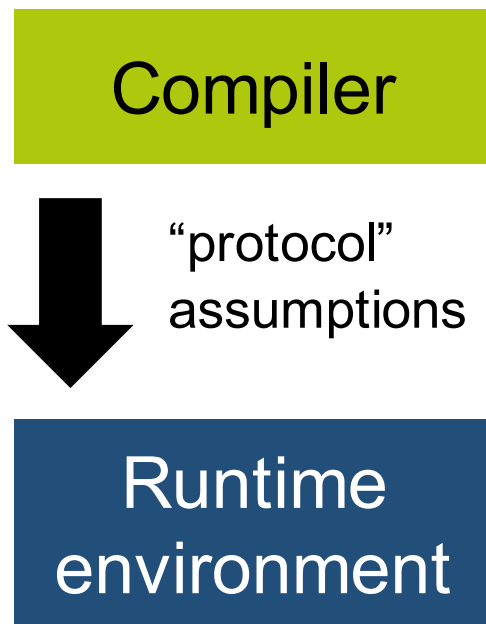 Compiler
“protocol”
assumptions
Runtime
environment